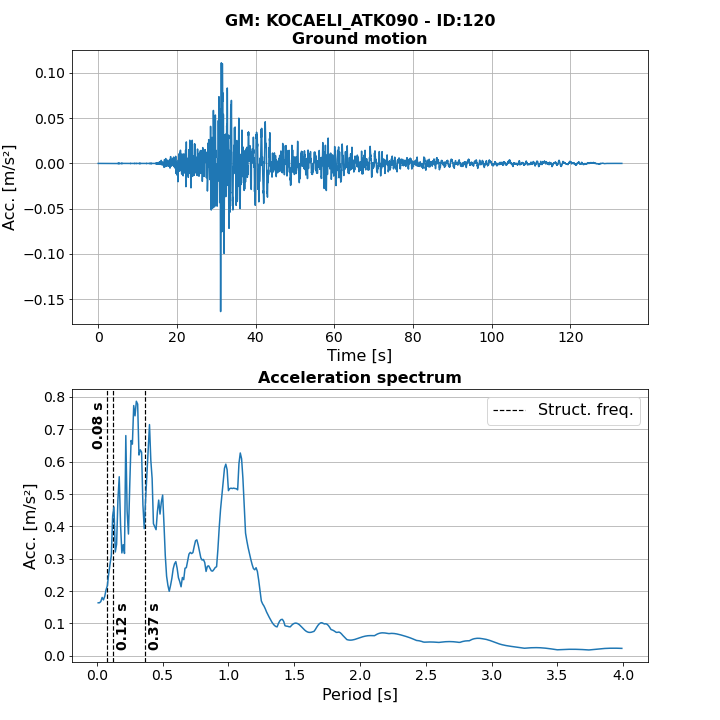 GM: KOCAELI_ATK090 - ID:120
Ground motion
0.10
0.05
0.00
−0.05
−0.10
−0.15
Acc. [m/s²]
0 20 40 60 80 100 120
Time [s]
Acceleration spectrum
0.8
0.7
0.6
0.5
0.4
0.3
0.2
0.1
0.0
Acc. [m/s²]
Struct. freq.
0.08 s
0.12 s
0.37 s
0.0 0.5 1.0 1.5 2.0 2.5 3.0 3.5 4.0
Period [s]